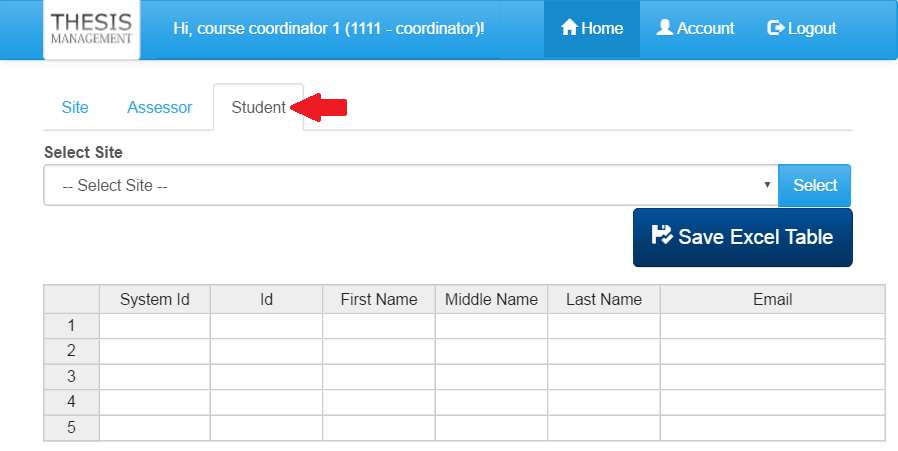 THESIS
MANAGEMENT
Hi, course coordinator 1 (1111 - coordinator)!
Home
Account
Logout
Site
Assessor
Student
Select Site
-- Select Site --
Select
Save Excel Table
System Id
Id
First Name
Middle Name
Last Name
Email
1
2
3
4
5